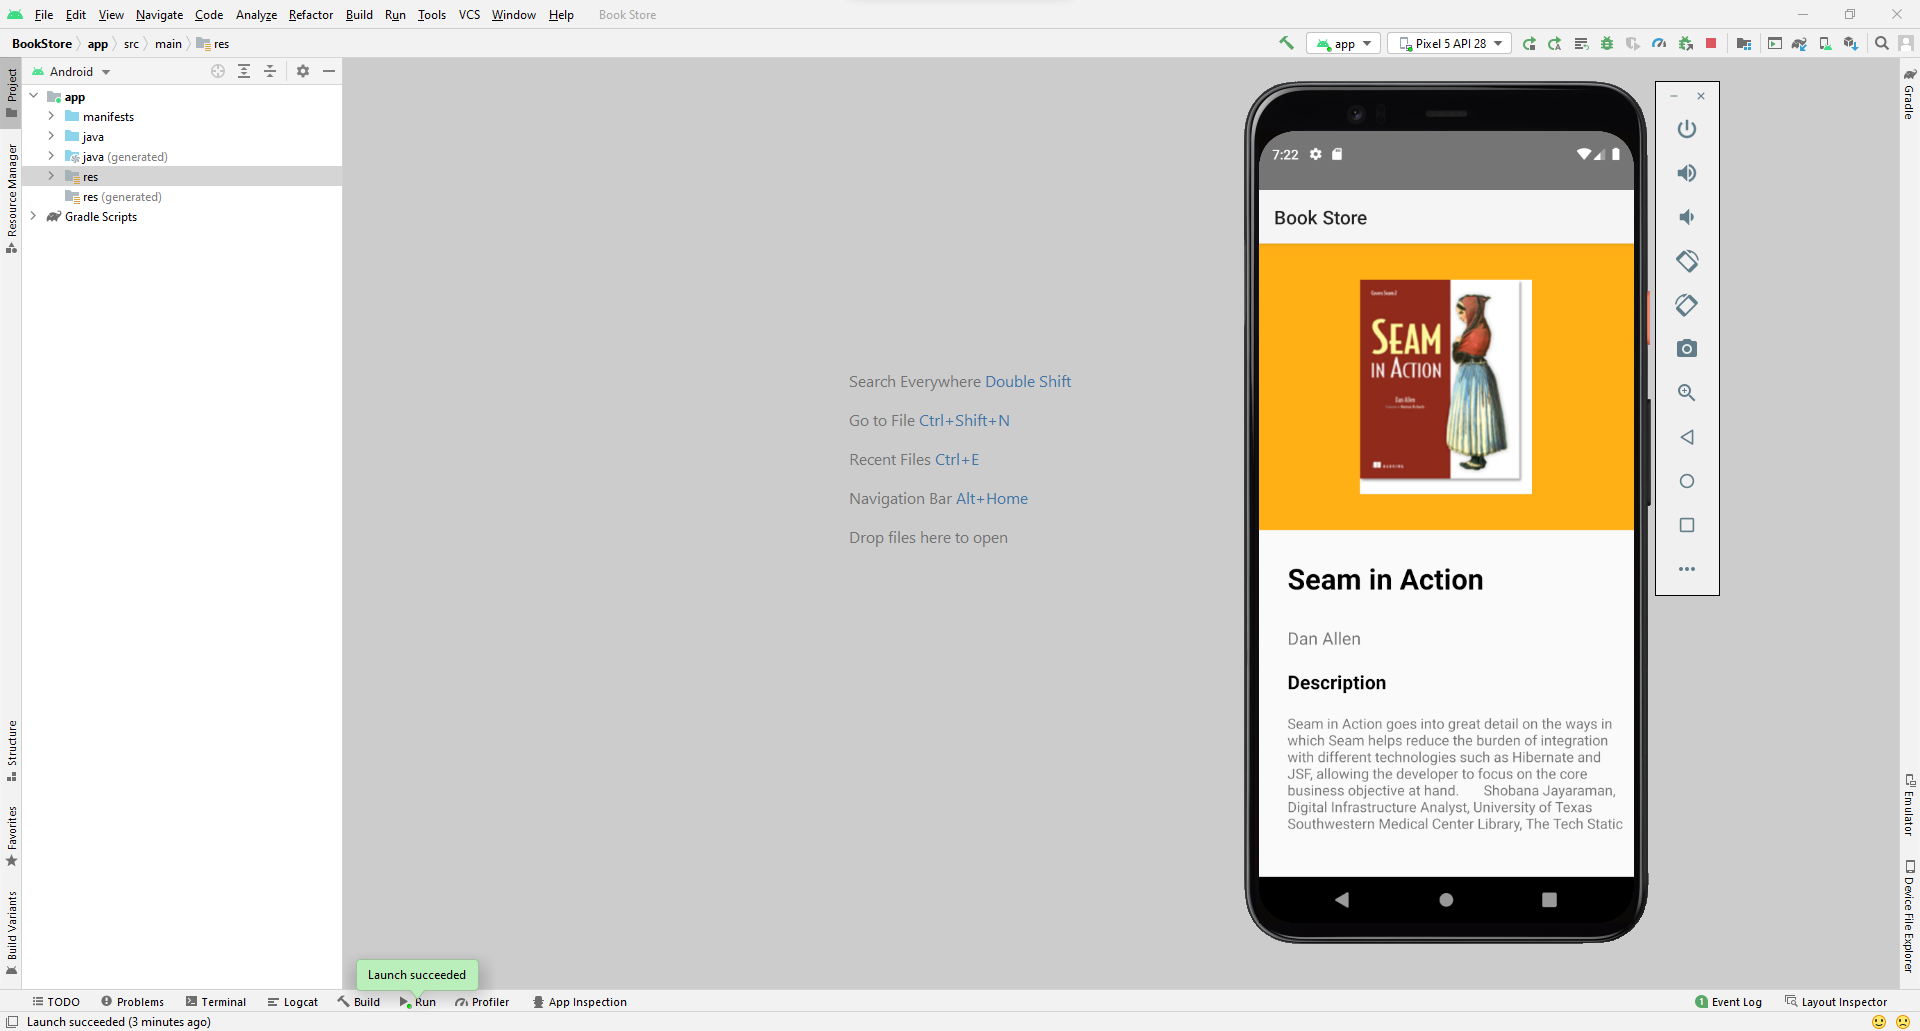 File Edit View Navigate Code Analyze Refactor Build Run Tools VCS Window Help Book Store
BookStore app src main res
app
Pixel 5 API 28
Project
Android
app
manifests
java
java (generated)
res
res (generated)
Gradle Scripts
Resource Manager
Structure
Favorites
Build Variants
Search Everywhere Double Shift
Go to File Ctrl+Shift+N
Recent Files Ctrl+E
Navigation Bar Alt+Home
Drop files here to open
7:22
Book Store
Covers Seam 2
SEAM
IN ACTION
Dan Allen
MANNING
Seam in Action
Dan Allen
Description
Seam in Action goes into great detail on the ways in
which Seam helps reduce the burden of integration
with different technologies such as Hibernate and
JSF, allowing the developer to focus on the core
business objective at hand. Shobana Jayaraman,
Digital Infrastructure Analyst, University of Texas
Southwestern Medical Center Library, The Tech Static
Gradle
Emulator
Device File Explorer
Launch succeeded
TODO Problems Terminal Logcat Build Run Profiler App Inspection
1 Event Log Layout Inspector
Launch succeeded (3 minutes ago)